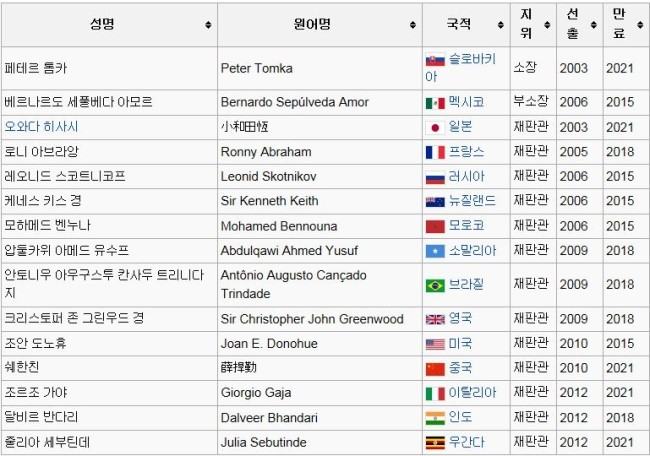 성명 원어명 국적 지위 선출 만료
페테르 톰카 Peter Tomka 슬로바키아 소장 2003 2021
베르나르도 세풀베다 아모르 Bernardo Sepúlveda Amor 멕시코 부소장 2006 2015
오와다 히사시 小和田恆 일본 재판관 2003 2021
로니 아브라앙 Ronny Abraham 프랑스 재판관 2005 2018
레오니드 스코트니코프 Leonid Skotnikov 러시아 재판관 2006 2015
케네스 키스 경 Sir Kenneth Keith 뉴질랜드 재판관 2006 2015
모하메드 벤누나 Mohamed Bennouna 모로코 재판관 2006 2015
압둘카위 아메드 유수프 Abdulqawi Ahmed Yusuf 소말리아 재판관 2009 2018
안토니우 아우구스투 칸사두 트리니다지 Antônio Augusto Cançado Trindade 브라질 재판관 2009 2018
크리스토퍼 존 그린우드 경 Sir Christopher John Greenwood 영국 재판관 2009 2018
조안 도노휴 Joan E. Donohue 미국 재판관 2010 2015
쉐한친 薛捍勤 중국 재판관 2010 2021
조르조 가야 Giorgio Gaja 이탈리아 재판관 2012 2021
달비르 반다리 Dalveer Bhandari 인도 재판관 2012 2018
줄리아 세부틴데 Julia Sebutinde 우간다 재판관 2012 2021